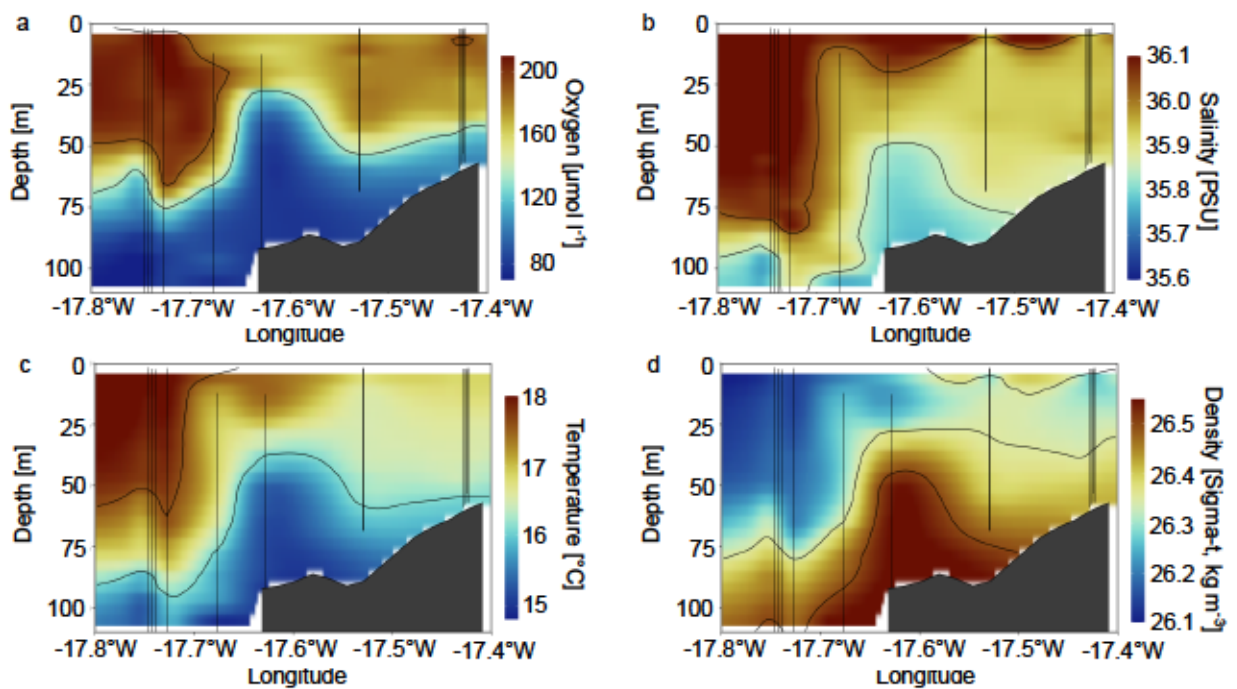 a
0
25
50
75
100
Depth [m]
-17.8°W -17.7°W -17.6°W -17.5°W -17.4°W
Longitude
200
160
120
80
Oxygen [µmol l⁻¹]
b
0
25
50
75
100
Depth [m]
-17.8°W -17.7°W -17.6°W -17.5°W -17.4°W
Longitude
36.1
36.0
35.9
35.8
35.7
35.6
Salinity [PSU]
c
0
25
50
75
100
Depth [m]
-17.8°W -17.7°W -17.6°W -17.5°W -17.4°W
Longitude
18
17
16
15
Temperature [°C]
d
0
25
50
75
100
Depth [m]
-17.8°W -17.7°W -17.6°W -17.5°W -17.4°W
Longitude
26.5
26.4
26.3
26.2
26.1
Density [Sigma-t, kg m⁻³]